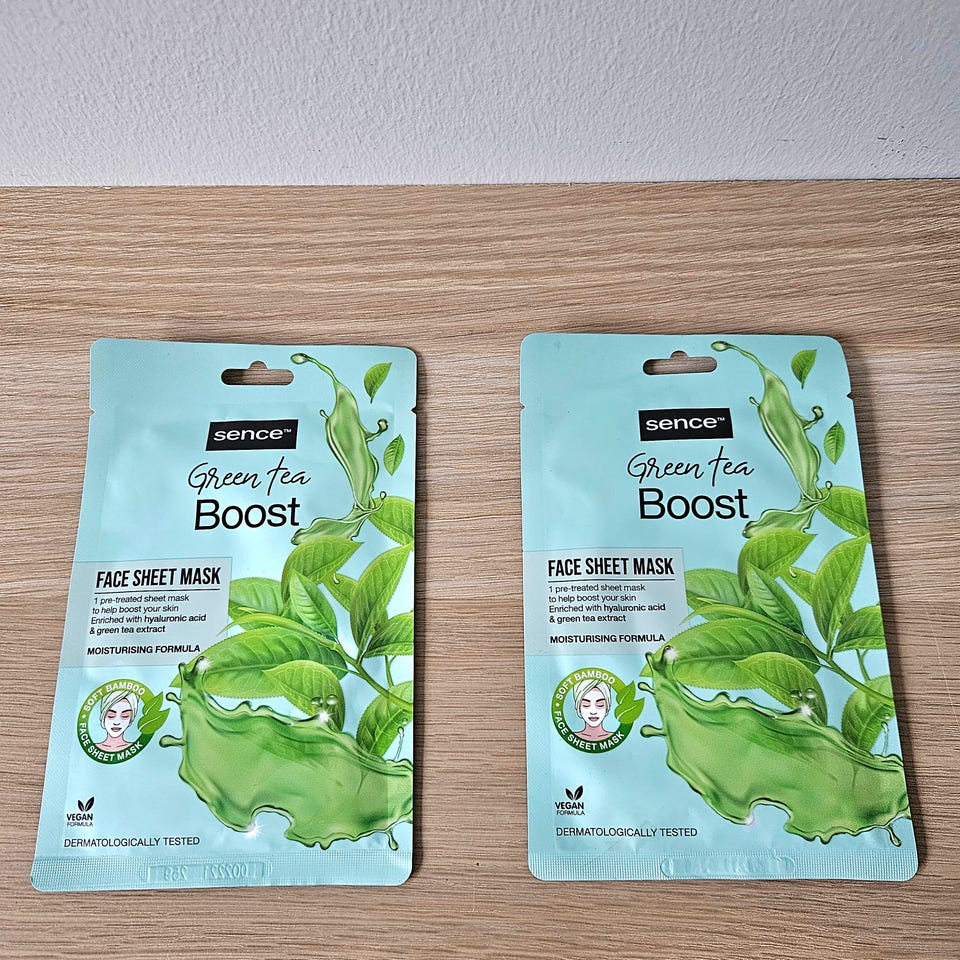 sence™
Green tea
Boost
FACE SHEET MASK
1 pre-treated sheet mask
to help boost your skin
Enriched with hyaluronic acid
& green tea extract
MOISTURISING FORMULA
SOFT BAMBOO
FACE SHEET MASK
VEGAN
FORMULA
DERMATOLOGICALLY TESTED
sence™
Green tea
Boost
FACE SHEET MASK
1 pre-treated sheet mask
to help boost your skin
Enriched with hyaluronic acid
& green tea extract
MOISTURISING FORMULA
SOFT BAMBOO
FACE SHEET MASK
VEGAN
FORMULA
DERMATOLOGICALLY TESTED